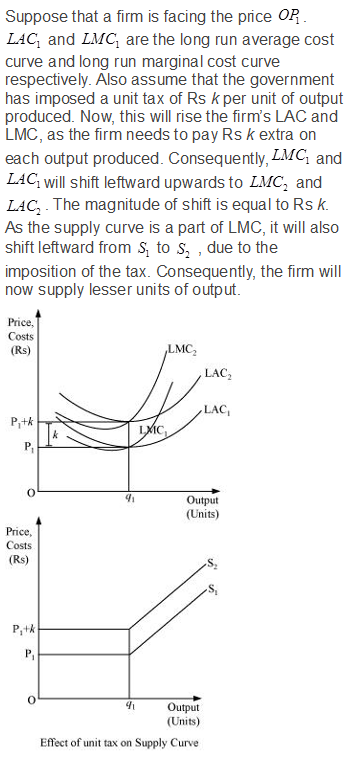 Suppose that a firm is facing the price OP₁.
LAC₁ and LMC₁ are the long run average cost
curve and long run marginal cost curve
respectively. Also assume that the government
has imposed a unit tax of Rs k per unit of output
produced. Now, this will rise the firm's LAC and
LMC, as the firm needs to pay Rs k extra on
each output produced. Consequently, LMC₁ and
LAC₁ will shift leftward upwards to LMC₂ and
LAC₂. The magnitude of shift is equal to Rs k.
As the supply curve is a part of LMC, it will also
shift leftward from S₁ to S₂ , due to the
imposition of the tax. Consequently, the firm will
now supply lesser units of output.
Price,
Costs
(Rs)
LMC₂
LAC₂
LAC₁
P₁+k
k
LMC₁
P₁
O
q₁
Output
(Units)
Price,
Costs
(Rs)
S₂
S₁
P₁+k
P₁
O
q₁
Output
(Units)
Effect of unit tax on Supply Curve